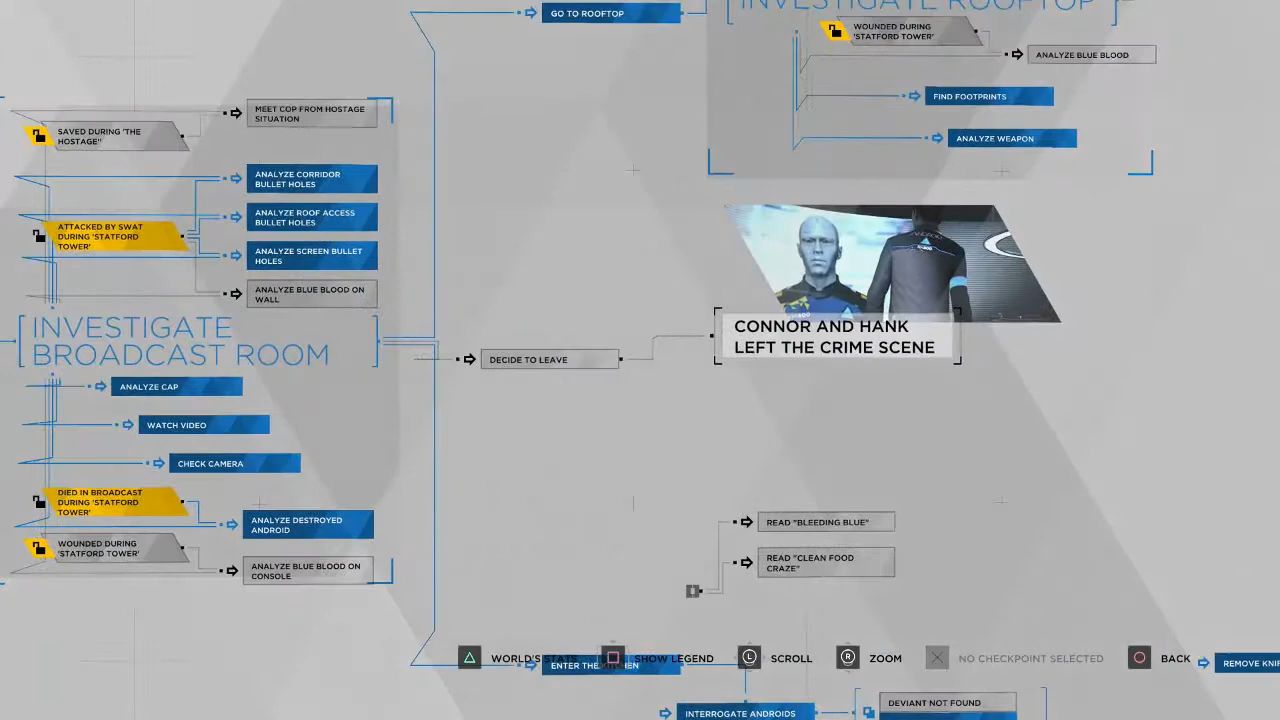 GO TO ROOFTOP
INVESTIGATE ROOFTOP
WOUNDED DURING
'STATFORD TOWER'
ANALYZE BLUE BLOOD
FIND FOOTPRINTS
ANALYZE WEAPON
MEET COP FROM HOSTAGE
SITUATION
SAVED DURING 'THE
HOSTAGE"
ANALYZE CORRIDOR
BULLET HOLES
ANALYZE ROOF ACCESS
BULLET HOLES
ATTACKED BY SWAT
DURING 'STATFORD
TOWER'
ANALYZE SCREEN BULLET
HOLES
ANALYZE BLUE BLOOD ON
WALL
INVESTIGATE
BROADCAST ROOM
DECIDE TO LEAVE
CONNOR AND HANK
LEFT THE CRIME SCENE
ANALYZE CAP
WATCH VIDEO
CHECK CAMERA
DIED IN BROADCAST
DURING 'STATFORD
TOWER'
ANALYZE DESTROYED
ANDROID
WOUNDED DURING
'STATFORD TOWER'
ANALYZE BLUE BLOOD ON
CONSOLE
READ "BLEEDING BLUE"
READ "CLEAN FOOD
CRAZE"
WORLD'S STATS
SHOW LEGEND
L SCROLL
R ZOOM
NO CHECKPOINT SELECTED
BACK
ENTER THE
REMOVE KNIF
INTERROGATE ANDROIDS
DEVIANT NOT FOUND